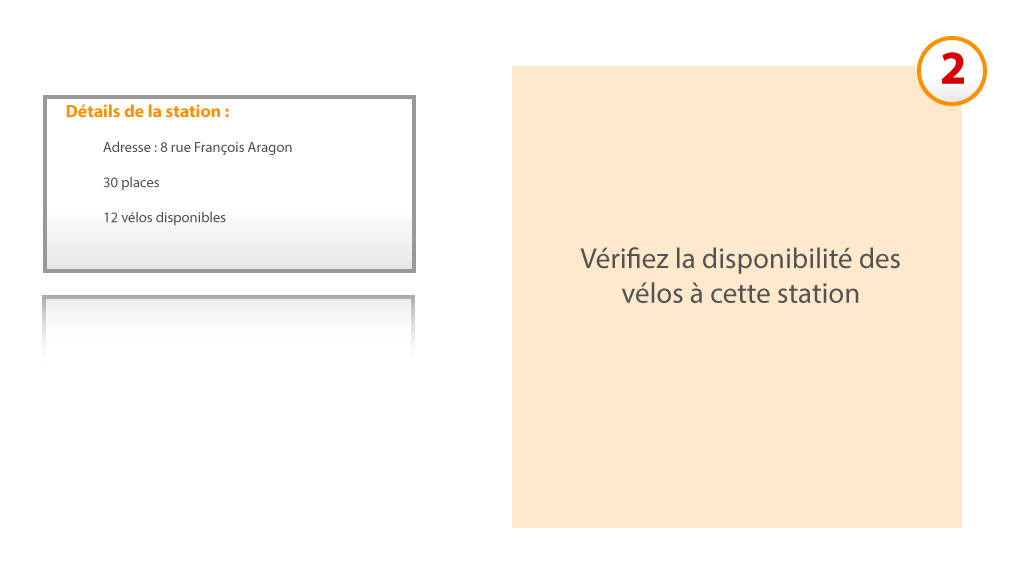 Détails de la station :
Adresse : 8 rue François Aragon
30 places
12 vélos disponibles
2
Vérifiez la disponibilité des
vélos à cette station